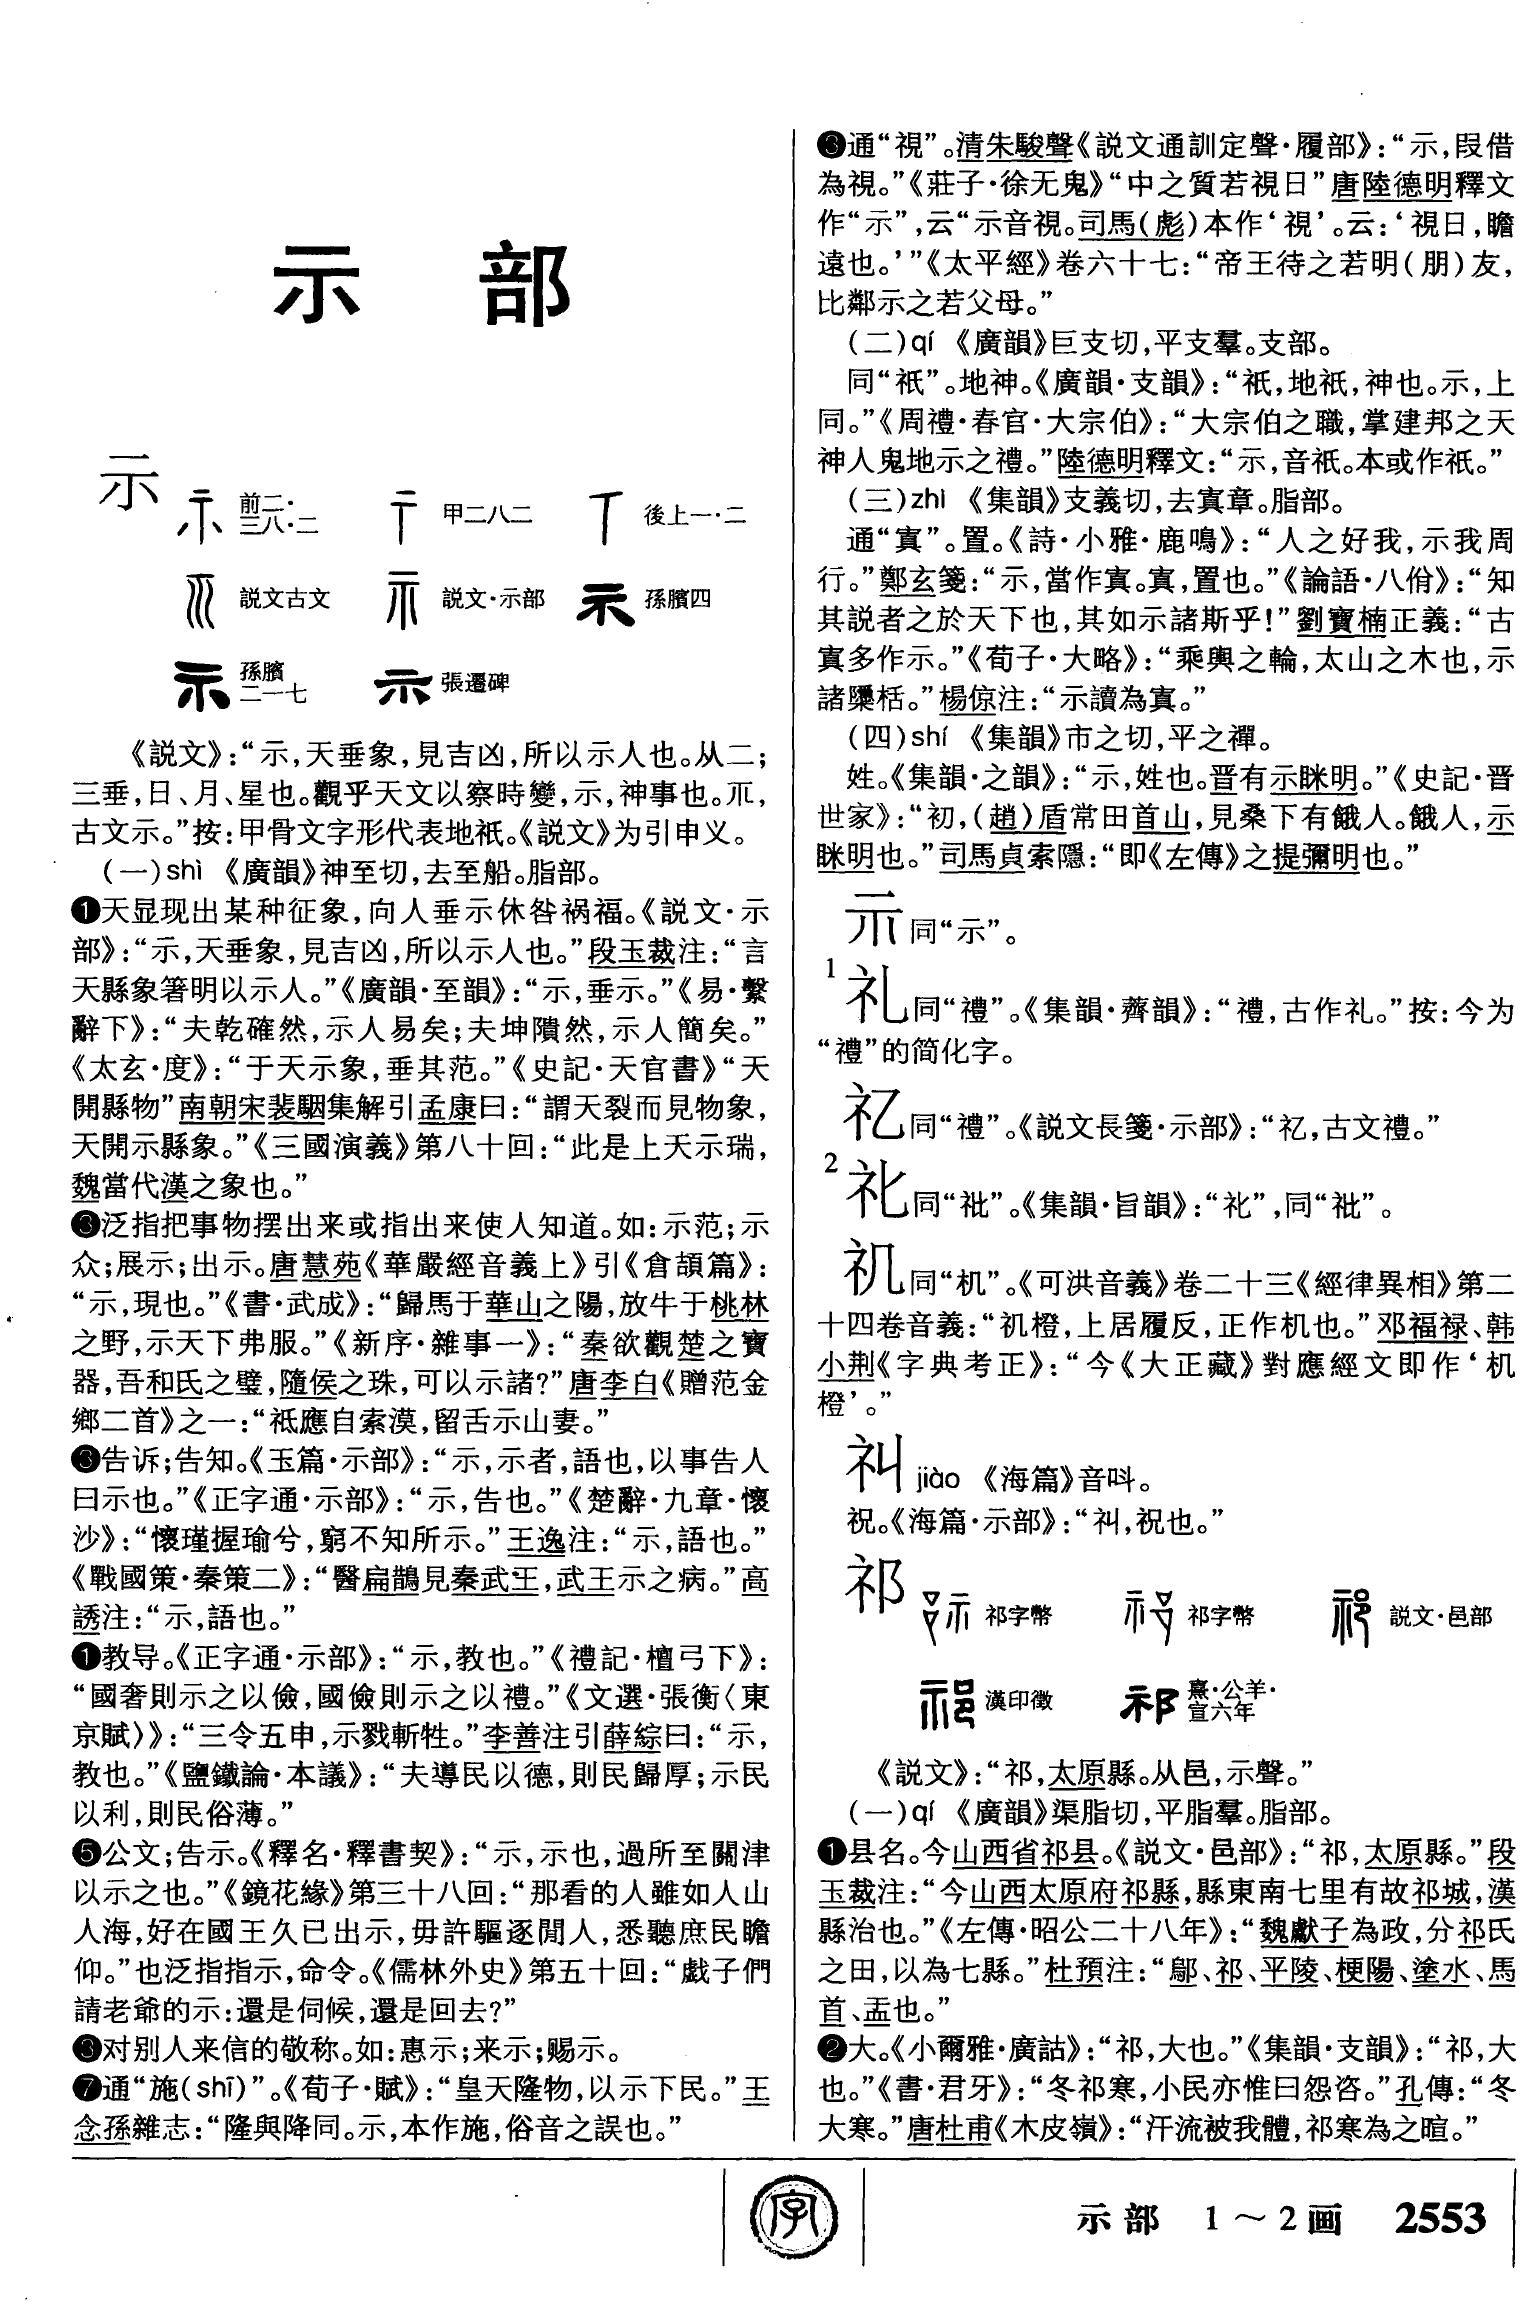 示 部
示
前二·
三八·二
甲二八二
後上一·二
説文古文
説文·示部
孫臏四
孫臏
二一七
張遷碑
《説文》：“示，天垂象，見吉凶，所以示人也。从二；
三垂，日、月、星也。觀乎天文以察時變，示，神事也。兀，
古文示。”按：甲骨文字形代表地祇。《説文》为引申义。
（一）shì 《廣韻》神至切，去至船。脂部。
❶天显现出某种征象，向人垂示休咎祸福。《説文·示
部》：“示，天垂象，見吉凶，所以示人也。”段玉裁注：“言
天縣象箸明以示人。”《廣韻·至韻》：“示，垂示。”《易·繫
辭下》：“夫乾確然，示人易矣；夫坤隤然，示人簡矣。”
《太玄·度》：“于天示象，垂其范。”《史記·天官書》“天
開縣物”南朝宋裴駰集解引孟康曰：“謂天裂而見物象，
天開示縣象。”《三國演義》第八十回：“此是上天示瑞，
魏當代漢之象也。”
❸泛指把事物摆出来或指出来使人知道。如：示范；示
众；展示；出示。唐慧苑《華嚴經音義上》引《倉頡篇》：
“示，現也。”《書·武成》：“歸馬于華山之陽，放牛于桃林
之野，示天下弗服。”《新序·雜事一》：“秦欲觀楚之寶
器，吾和氏之璧，隨侯之珠，可以示諸?”唐李白《贈范金
鄉二首》之一：“祗應自索漠，留舌示山妻。”
❸告诉；告知。《玉篇·示部》：“示，示者，語也，以事告人
曰示也。”《正字通·示部》：“示，告也。”《楚辭·九章·懷
沙》：“懷瑾握瑜兮，窮不知所示。”王逸注：“示，語也。”
《戰國策·秦策二》：“醫扁鵲見秦武王，武王示之病。”高
誘注：“示，語也。”
❶教导。《正字通·示部》：“示，教也。”《禮記·檀弓下》：
“國奢則示之以儉，國儉則示之以禮。”《文選·張衡〈東
京賦〉》：“三令五申，示戮斬牲。”李善注引薛綜曰：“示，
教也。”《鹽鐵論·本議》：“夫導民以德，則民歸厚；示民
以利，則民俗薄。”
❺公文；告示。《釋名·釋書契》：“示，示也，過所至關津
以示之也。”《鏡花緣》第三十八回：“那看的人雖如人山
人海，好在國王久已出示，毋許驅逐閒人，悉聽庶民瞻
仰。”也泛指指示，命令。《儒林外史》第五十回：“戲子們
請老爺的示：還是伺候，還是回去?”
❸对别人来信的敬称。如：惠示；来示；赐示。
❼通“施（shī）”。《荀子·賦》：“皇天隆物，以示下民。”王
念孫雜志：“隆與降同。示，本作施，俗音之誤也。”
❸通“視”。清朱駿聲《説文通訓定聲·履部》：“示，叚借
為視。”《莊子·徐无鬼》“中之質若視日”唐陸德明釋文
作“示”，云“示音視。司馬（彪）本作‘視’。云：‘視日，瞻
遠也。’”《太平經》卷六十七：“帝王待之若明（朋）友，
比鄰示之若父母。”
（二）qí 《廣韻》巨支切，平支羣。支部。
同“祇”。地神。《廣韻·支韻》：“祇，地祇，神也。示，上
同。”《周禮·春官·大宗伯》：“大宗伯之職，掌建邦之天
神人鬼地示之禮。”陸德明釋文：“示，音祇。本或作祇。”
（三）zhì 《集韻》支義切，去寘章。脂部。
通“寘”。置。《詩·小雅·鹿鳴》：“人之好我，示我周
行。”鄭玄箋：“示，當作寘。寘，置也。”《論語·八佾》：“知
其説者之於天下也，其如示諸斯乎！”劉寶楠正義：“古
寘多作示。”《荀子·大略》：“乘輿之輪，太山之木也，示
諸檃栝。”楊倞注：“示讀為寘。”
（四）shí 《集韻》市之切，平之禪。
姓。《集韻·之韻》：“示，姓也。晋有示眯明。”《史記·晋
世家》：“初，（趙）盾常田首山，見桑下有餓人。餓人，示
眯明也。”司馬貞索隱：“即《左傳》之提彌明也。”
𥘅 同“示”。
1
礼 同“禮”。《集韻·薺韻》：“禮，古作礼。”按：今为
“禮”的简化字。
𥘆 同“禮”。《説文長箋·示部》：“𥘆，古文禮。”
2
祂 同“祉”。《集韻·旨韻》：“”，同“”。
同“机”。《可洪音義》卷二十三《經律異相》第二
十四卷音義：“橙，上居履反，正作机也。”邓福禄、韩
小荆《字典考正》：“今《大正藏》對應經文即作‘机
橙’。”
jiào 《海篇》音叫。
祝。《海篇·示部》：“，祝也。”
祁
祁字幣
祁字幣
説文·邑部
漢印徵
熹·公羊·
宣六年
《説文》：“祁，太原縣。从邑，示聲。”
（一）qí 《廣韻》渠脂切，平脂羣。脂部。
❶县名。今山西省祁县。《説文·邑部》：“祁，太原縣。”段
玉裁注：“今山西太原府祁縣，縣東南七里有故祁城，漢
縣治也。”《左傳·昭公二十八年》：“魏獻子為政，分祁氏
之田，以為七縣。”杜預注：“鄔、祁、平陵、梗陽、塗水、馬
首、盂也。”
❷大。《小爾雅·廣詁》：“祁，大也。”《集韻·支韻》：“祁，大
也。”《書·君牙》：“冬祁寒，小民亦惟曰怨咨。”孔傳：“冬
大寒。”唐杜甫《木皮嶺》：“汗流被我體，祁寒為之暄。”
字
示部 1～2画 2553